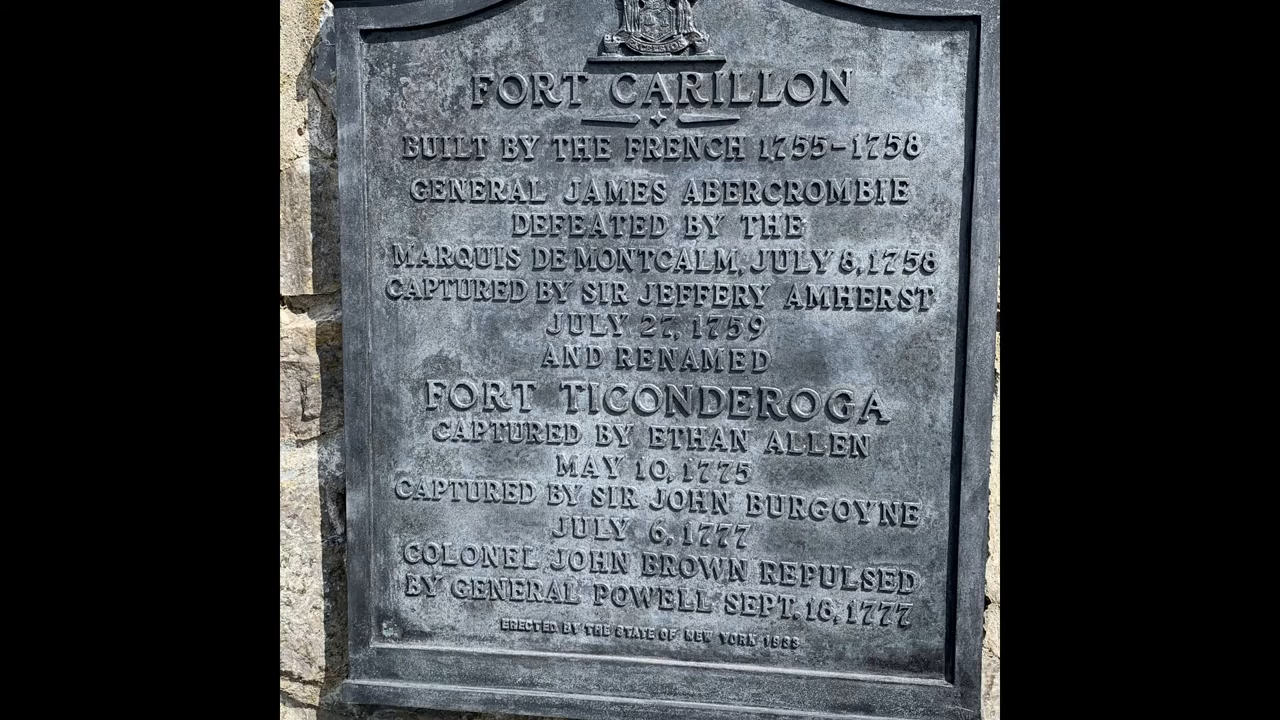 EXCELSIOR
FORT CARILLON
BUILT BY THE FRENCH 1755-1758
GENERAL JAMES ABERCROMBIE
DEFEATED BY THE
MARQUIS DE MONTCALM, JULY 8, 1758
CAPTURED BY SIR JEFFERY AMHERST
JULY 27, 1759
AND RENAMED
FORT TICONDEROGA
CAPTURED BY ETHAN ALLEN
MAY 10, 1775
CAPTURED BY SIR JOHN BURGOYNE
JULY 6, 1777
COLONEL JOHN BROWN REPULSED
BY GENERAL POWELL SEPT. 18, 1777
ERECTED BY THE STATE OF NEW YORK 1933